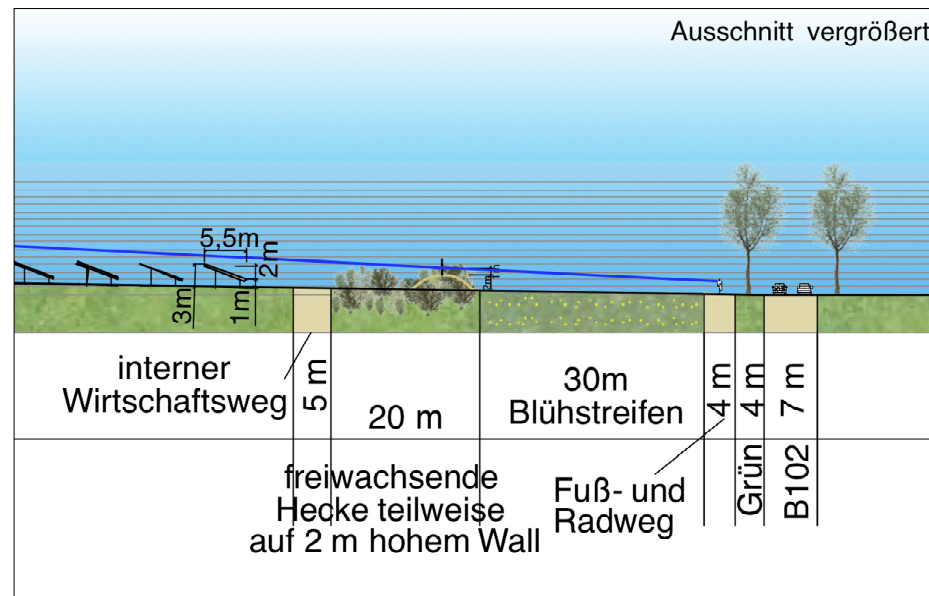 Ausschnitt vergrößert
5,5m
2m
3m
1m
2m
interner
Wirtschaftsweg
5 m
20 m
30m
Blühstreifen
4 m
4 m
7 m
freiwachsende
Hecke teilweise
auf 2 m hohem Wall
Fuß- und
Radweg
Grün
B102